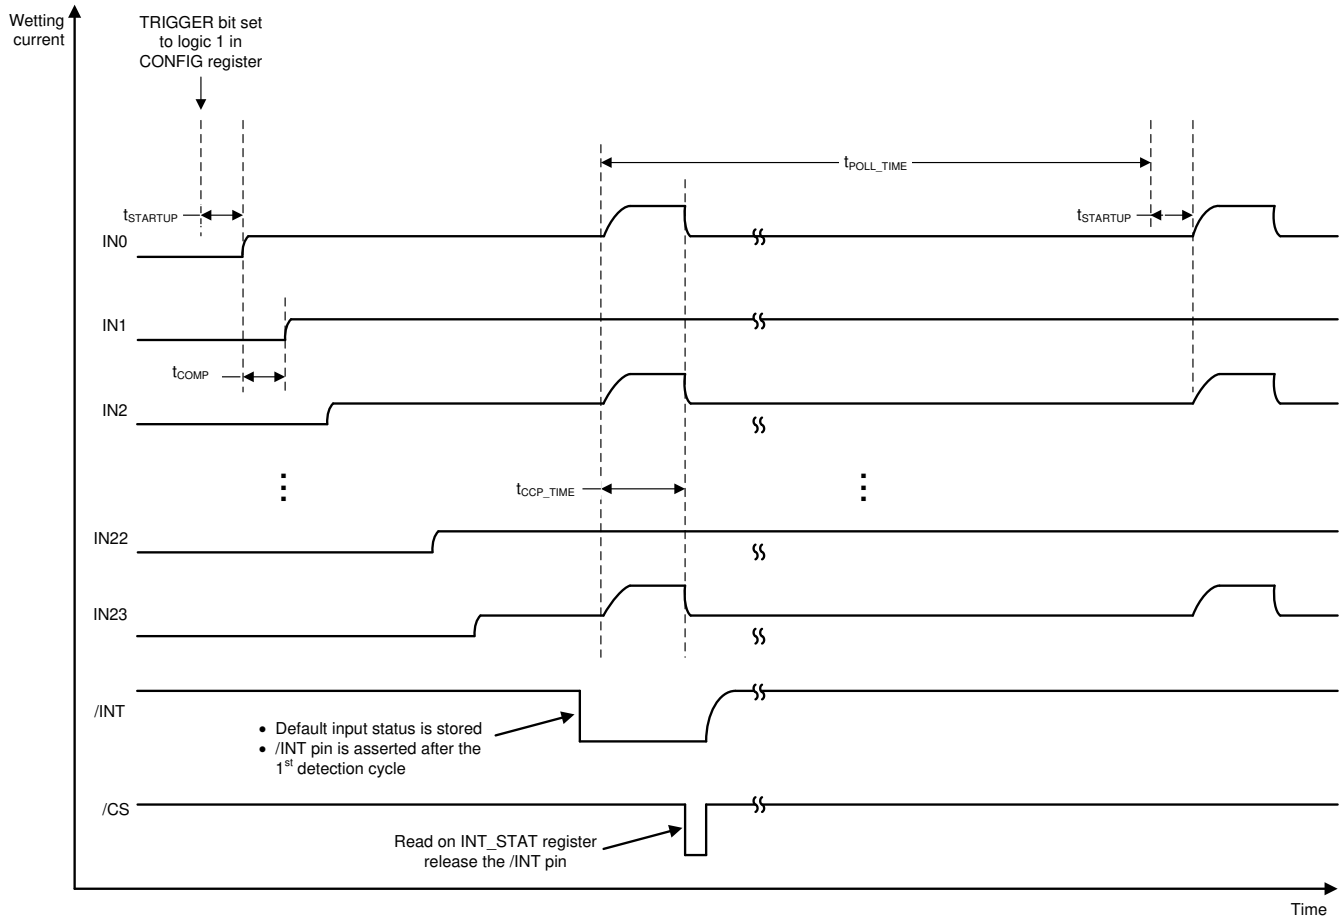 Wetting
current
TRIGGER bit set
to logic 1 in
CONFIG register
tPOLL_TIME
tSTARTUP
tSTARTUP
IN0
IN1
tCOMP
IN2
tCCP_TIME
IN22
IN23
/INT
• Default input status is stored
• /INT pin is asserted after the
1st detection cycle
/CS
Read on INT_STAT register
release the /INT pin
Time